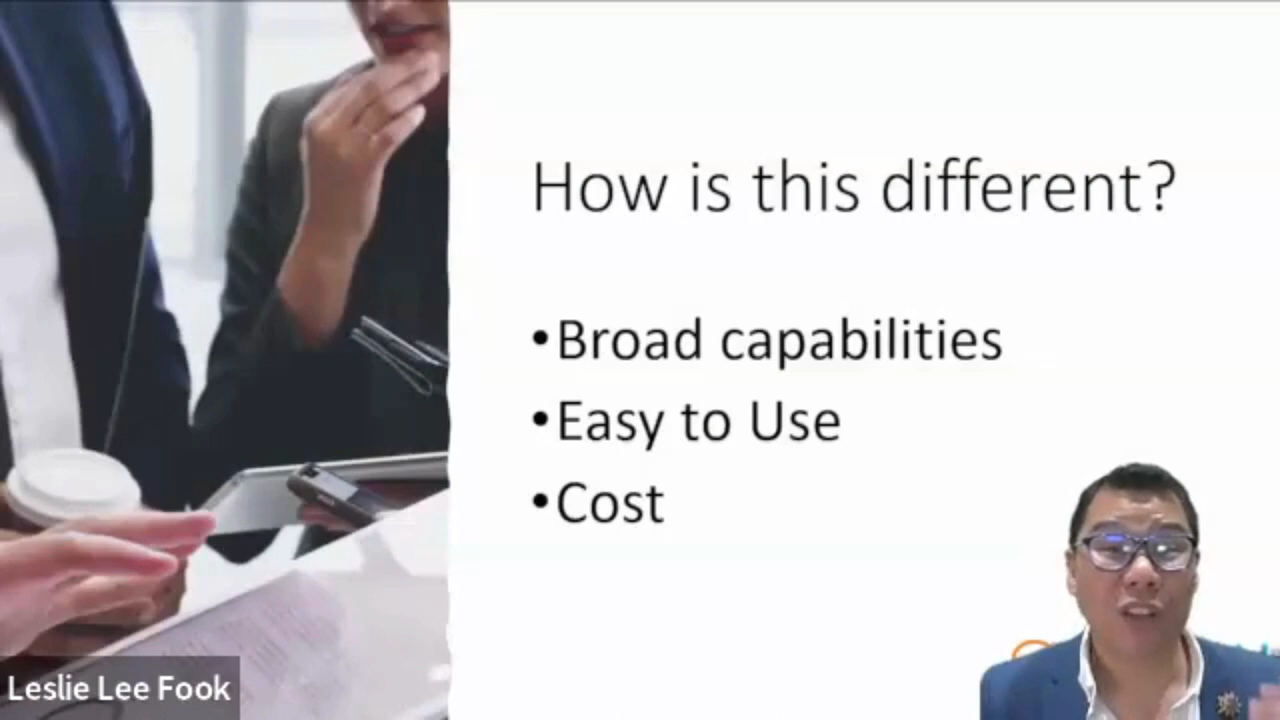 How is this different?
•Broad capabilities
•Easy to Use
•Cost
Leslie Lee Fook